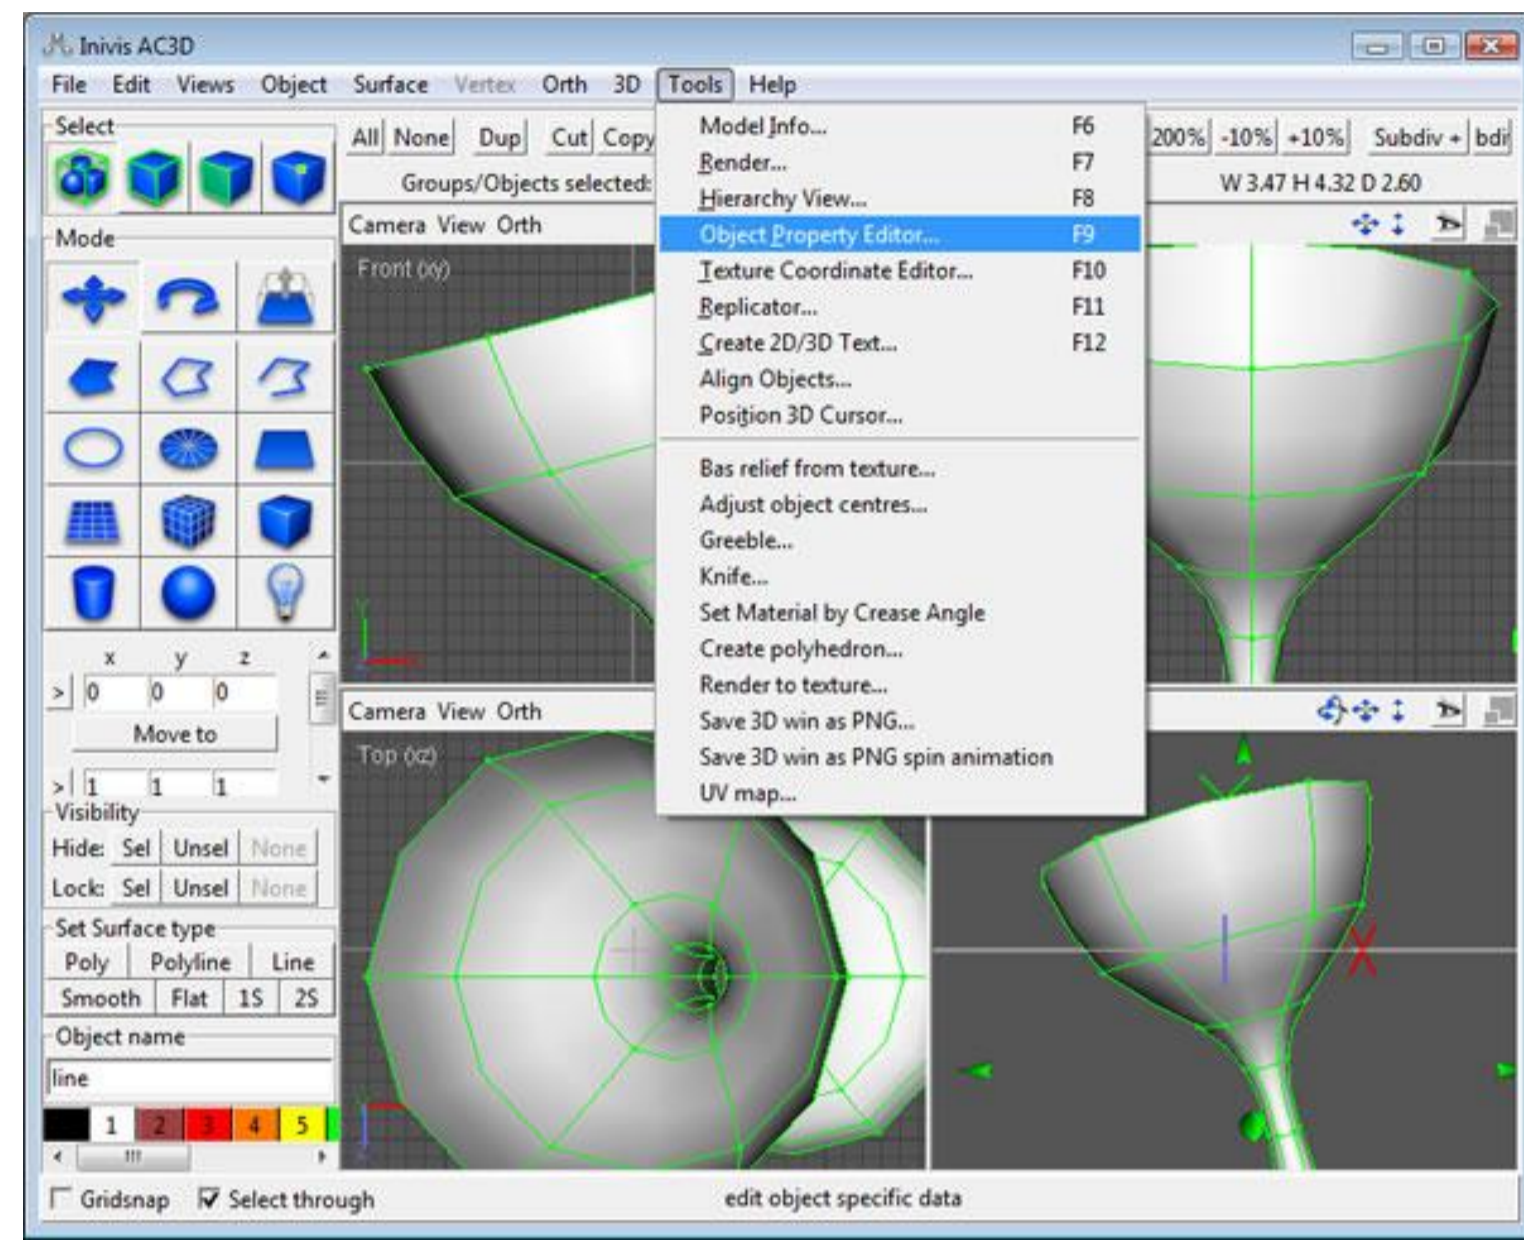 Inivis AC3D
File Edit Views Object Surface Vertex Orth 3D Tools Help
Select
All None Dup Cut Copy
200% -10% +10% Subdiv + bdi
Groups/Objects selected:
W 3.47 H 4.32 D 2.60
Model Info... F6
Render... F7
Hierarchy View... F8
Object Property Editor... F9
Texture Coordinate Editor... F10
Replicator... F11
Create 2D/3D Text... F12
Align Objects...
Position 3D Cursor...
Bas relief from texture...
Adjust object centres...
Greeble...
Knife...
Set Material by Crease Angle
Create polyhedron...
Render to texture...
Save 3D win as PNG...
Save 3D win as PNG spin animation
UV map...
Camera View Orth
Front (xy)
Mode
x y z
> 0 0 0
Move to
> 1 1 1
Visibility
Hide: Sel Unsel None
Lock: Sel Unsel None
Set Surface type
Poly Polyline Line
Smooth Flat 1S 2S
Object name
line
1 2 3 4 5
Camera View Orth
Top (xz)
X
Gridsnap Select through
edit object specific data